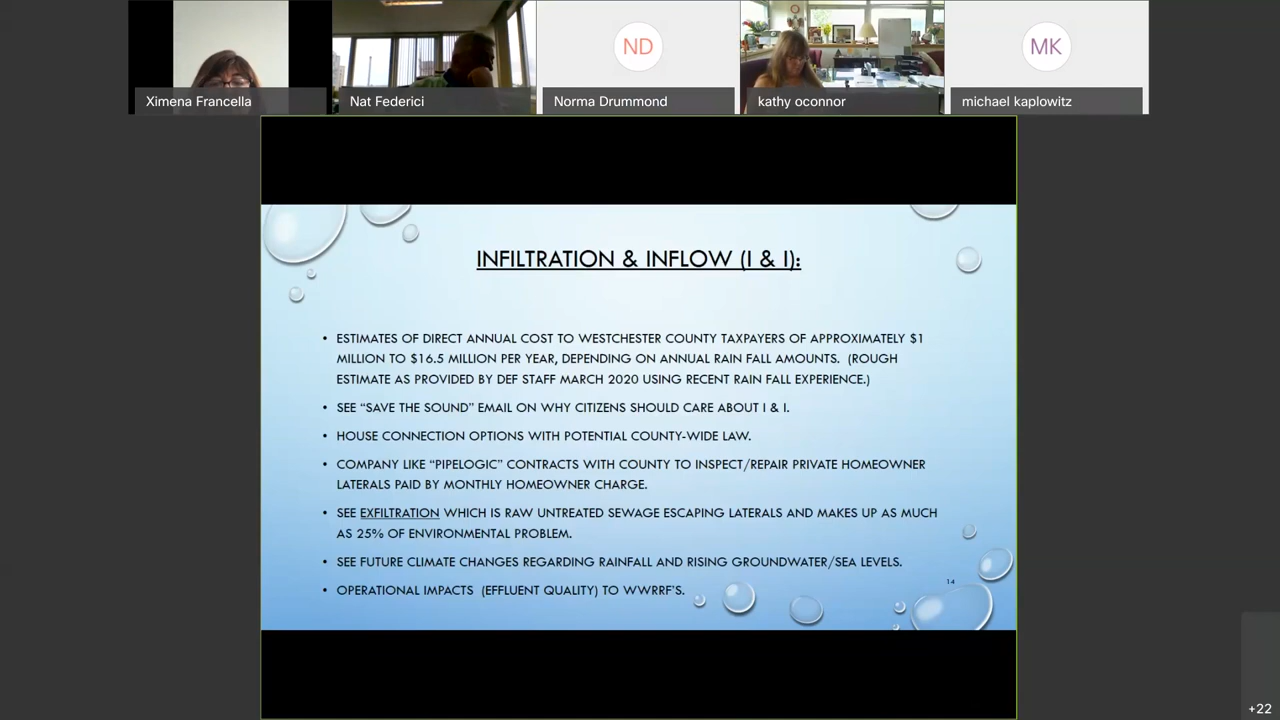 ND
MK
Ximena Francella
Nat Federici
Norma Drummond
kathy oconnor
michael kaplowitz
INFILTRATION & INFLOW (I & I):
• ESTIMATES OF DIRECT ANNUAL COST TO WESTCHESTER COUNTY TAXPAYERS OF APPROXIMATELY $1
MILLION TO $16.5 MILLION PER YEAR, DEPENDING ON ANNUAL RAIN FALL AMOUNTS. (ROUGH
ESTIMATE AS PROVIDED BY DEF STAFF MARCH 2020 USING RECENT RAIN FALL EXPERIENCE.)
• SEE “SAVE THE SOUND” EMAIL ON WHY CITIZENS SHOULD CARE ABOUT I & I.
• HOUSE CONNECTION OPTIONS WITH POTENTIAL COUNTY-WIDE LAW.
• COMPANY LIKE “PIPELOGIC” CONTRACTS WITH COUNTY TO INSPECT/REPAIR PRIVATE HOMEOWNER
LATERALS PAID BY MONTHLY HOMEOWNER CHARGE.
• SEE EXFILTRATION WHICH IS RAW UNTREATED SEWAGE ESCAPING LATERALS AND MAKES UP AS MUCH
AS 25% OF ENVIRONMENTAL PROBLEM.
• SEE FUTURE CLIMATE CHANGES REGARDING RAINFALL AND RISING GROUNDWATER/SEA LEVELS.
• OPERATIONAL IMPACTS (EFFLUENT QUALITY) TO WWRRF’S.
14
+22